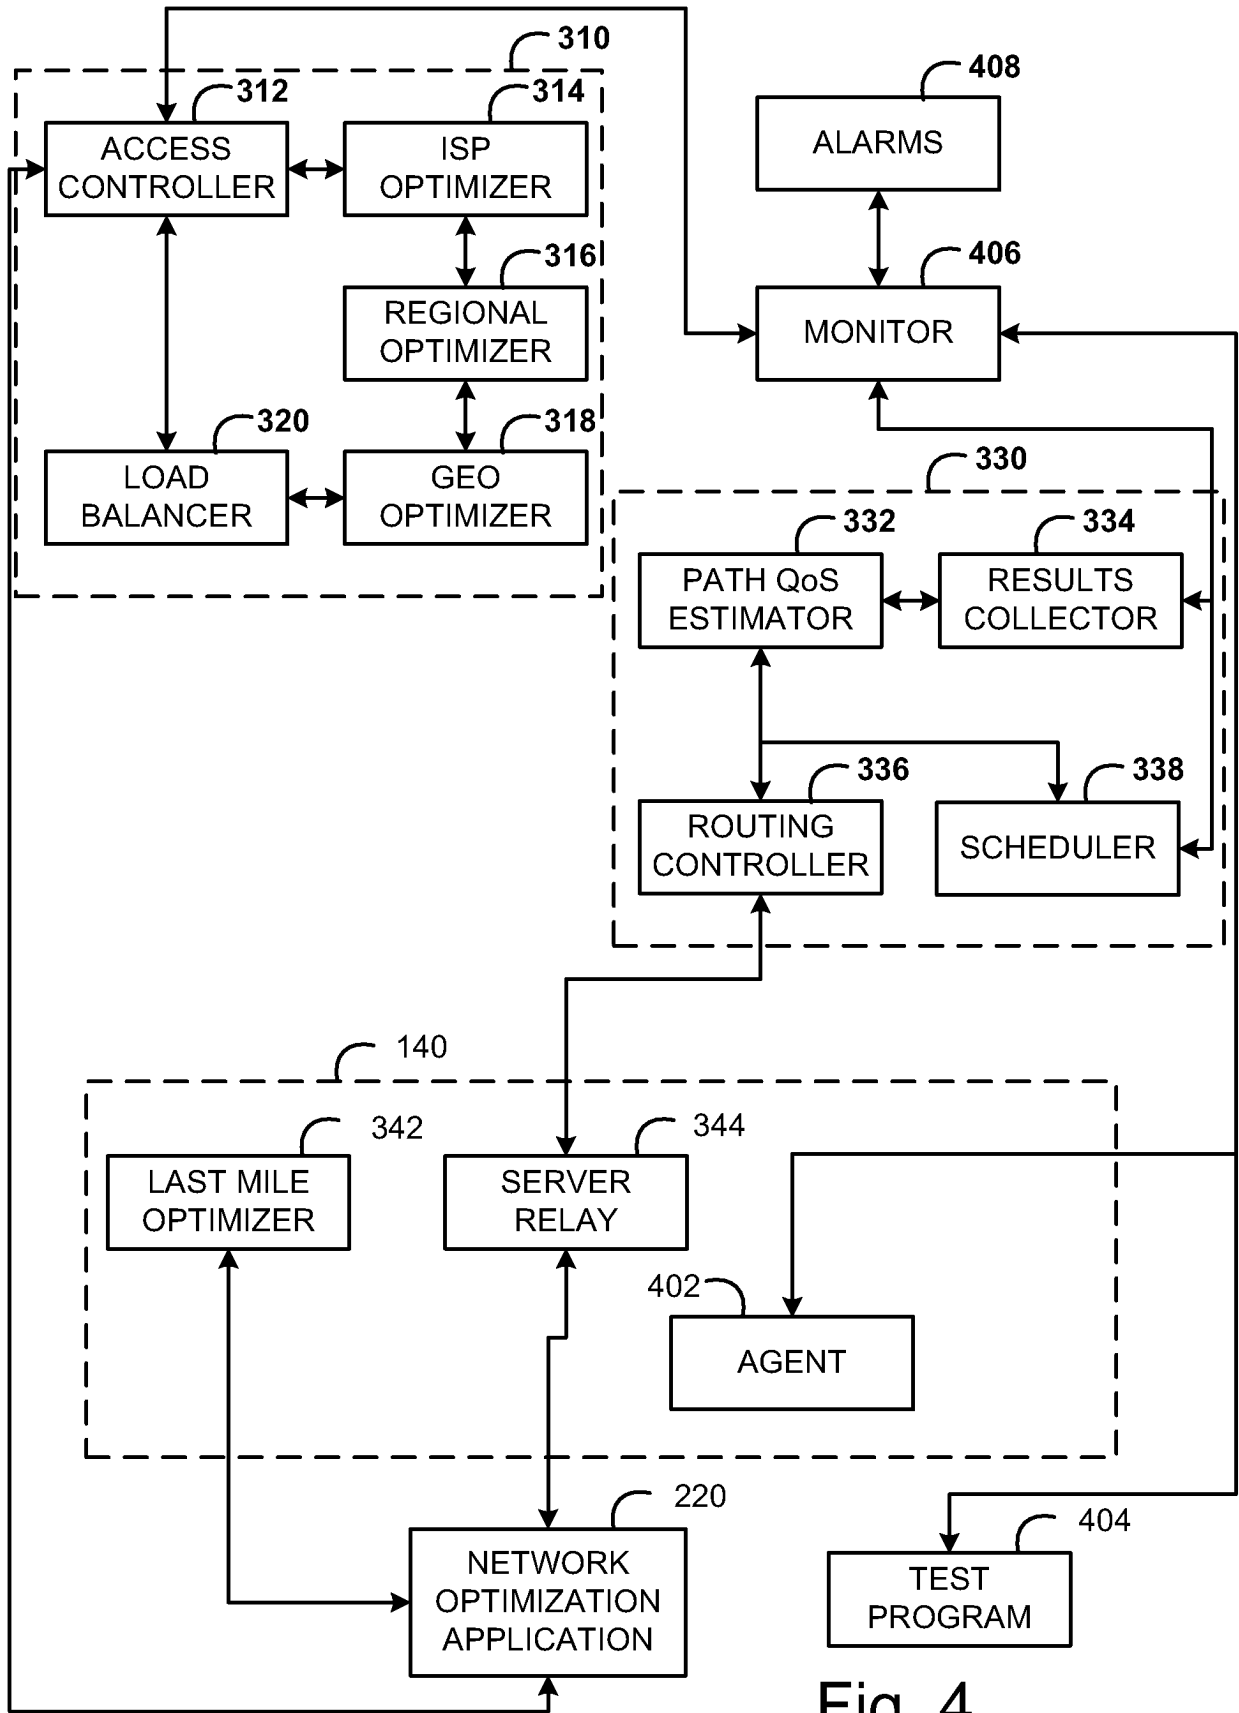 310
312
ACCESS
CONTROLLER
314
ISP
OPTIMIZER
408
ALARMS
316
REGIONAL
OPTIMIZER
406
MONITOR
320
LOAD
BALANCER
318
GEO
OPTIMIZER
330
332
PATH QoS
ESTIMATOR
334
RESULTS
COLLECTOR
336
ROUTING
CONTROLLER
338
SCHEDULER
140
342
LAST MILE
OPTIMIZER
344
SERVER
RELAY
402
AGENT
220
NETWORK
OPTIMIZATION
APPLICATION
404
TEST
PROGRAM
Fig. 4